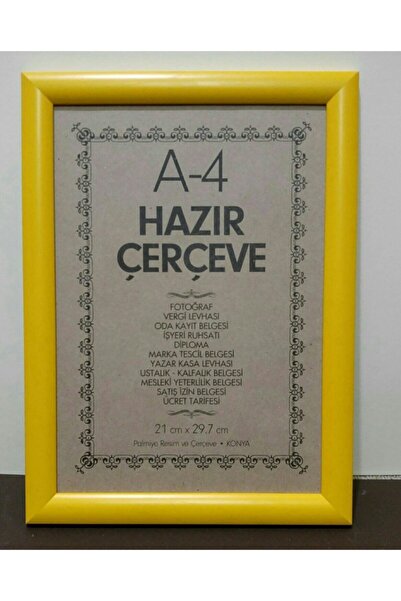 A-4
HAZIR
ÇERÇEVE
FOTOĞRAF
VERGİ LEVHASI
ODA KAYIT BELGESİ
İŞYERİ RUHSATI
DİPLOMA
MARKA TESCİL BELGESİ
YAZAR KASA LEVHASI
USTALIK - KALFALIK BELGESİ
MESLEKİ YETERLİLİK BELGESİ
SATIŞ İZİN BELGESİ
ÜCRET TARİFESİ
21 cm x 29.7 cm
Palmiye Resim ve Çerçeve • KONYA